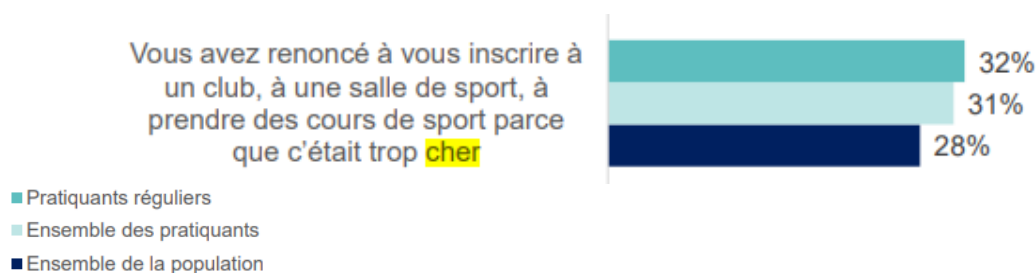 Vous avez renoncé à vous inscrire à
un club, à une salle de sport, à
prendre des cours de sport parce
que c'était trop cher
32%
31%
28%
Pratiquants réguliers
Ensemble des pratiquants
Ensemble de la population